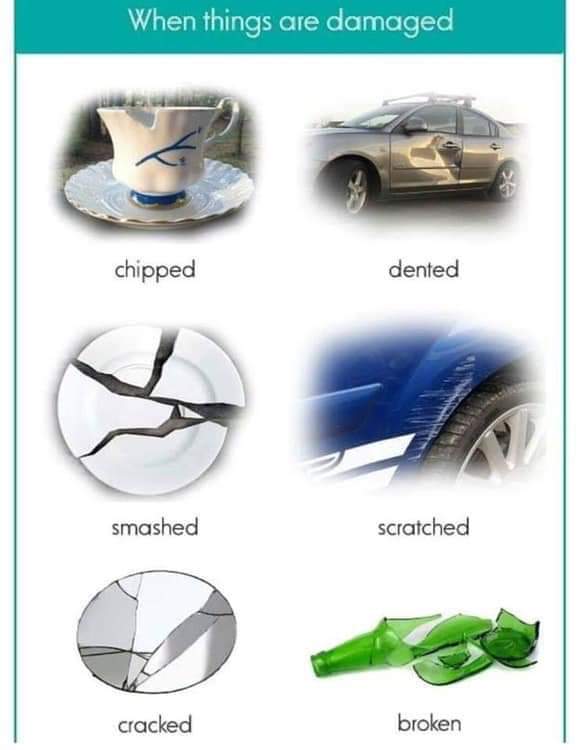 When things are damaged
chipped
dented
smashed
scratched
cracked
broken